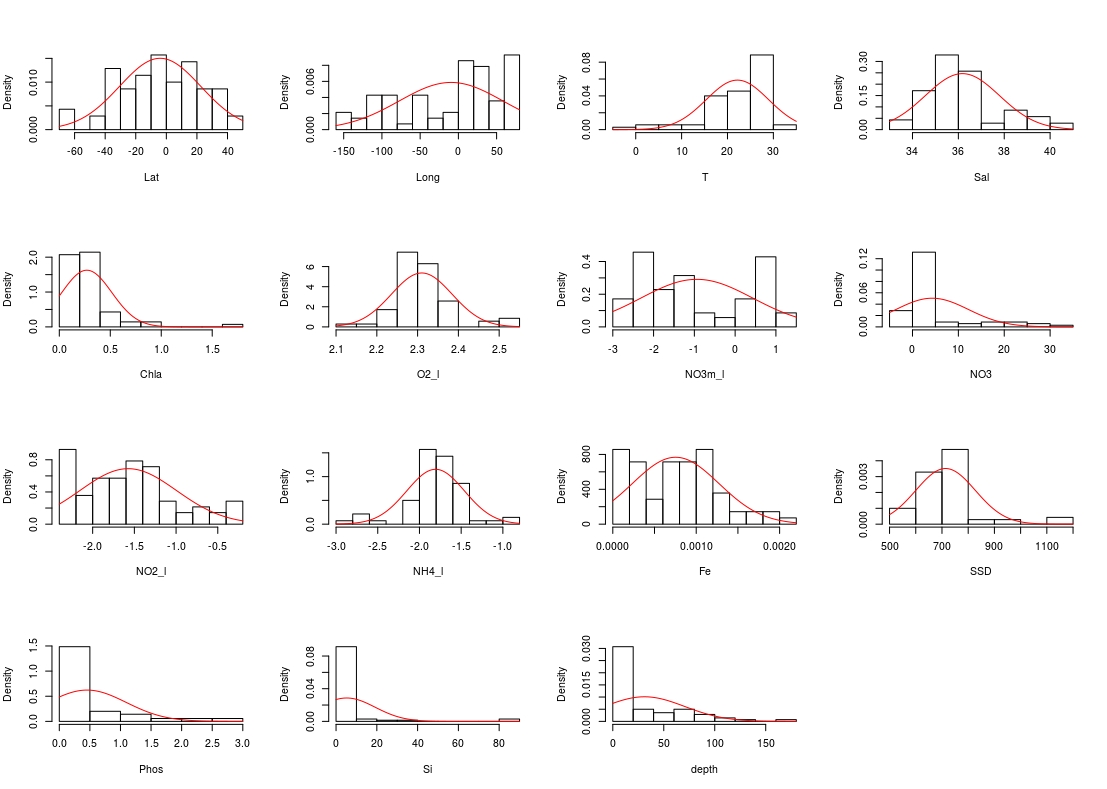 Density
0.000 0.010
-60 -40 -20 0 20 40
Lat
Density
0.000 0.006
-150 -100 -50 0 50
Long
Density
0.00 0.04 0.08
0 10 20 30
T
Density
0.00 0.15 0.30
34 36 38 40
Sal
Density
0.0 1.0 2.0
0.0 0.5 1.0 1.5
Chla
Density
0 2 4 6
2.1 2.2 2.3 2.4 2.5
O2_l
Density
0.0 0.2 0.4
-3 -2 -1 0 1
NO3m_l
Density
0.00 0.06 0.12
0 10 20 30
NO3
Density
0.0 0.4 0.8
-2.0 -1.5 -1.0 -0.5
NO2_l
Density
0.0 1.0
-3.0 -2.5 -2.0 -1.5 -1.0
NH4_l
Density
0 400 800
0.0000 0.0010 0.0020
Fe
Density
0.000 0.003
500 700 900 1100
SSD
Density
0.0 0.5 1.0 1.5
0.0 0.5 1.0 1.5 2.0 2.5 3.0
Phos
Density
0.00 0.04 0.08
0 20 40 60 80
Si
Density
0.000 0.015 0.030
0 50 100 150
depth